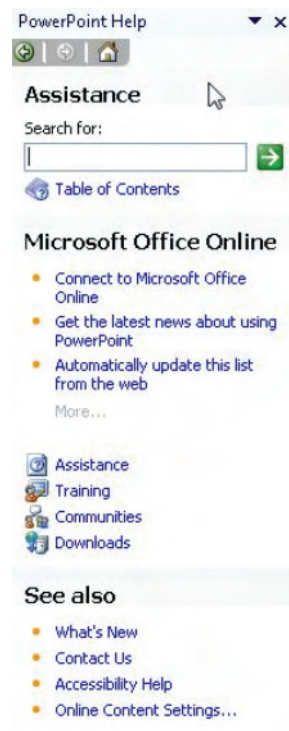 PowerPoint Help
Assistance
Search for:
Table of Contents
Microsoft Office Online
Connect to Microsoft Office
Online
Get the latest news about using
PowerPoint
Automatically update this list
from the web
More...
Assistance
Training
Communities
Downloads
See also
What's New
Contact Us
Accessibility Help
Online Content Settings...